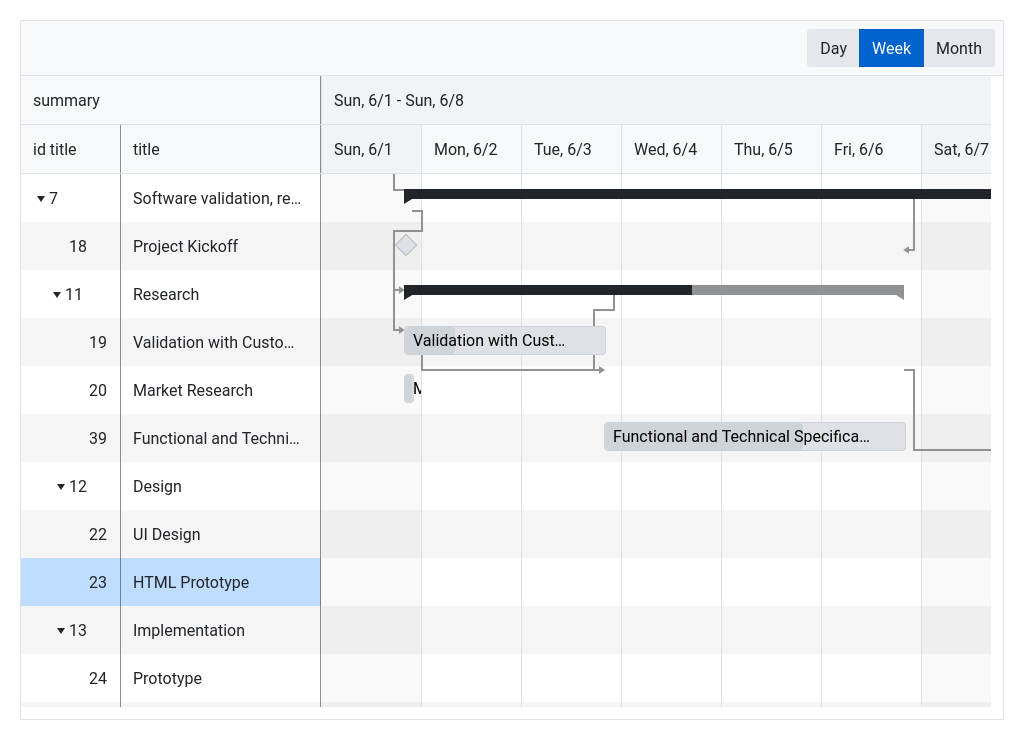 Day Week Month
summary Sun, 6/1 - Sun, 6/8
id title title Sun, 6/1 Mon, 6/2 Tue, 6/3 Wed, 6/4 Thu, 6/5 Fri, 6/6 Sat, 6/7
7 Software validation, re…
18 Project Kickoff
11 Research
19 Validation with Custo… Validation with Cust…
20 Market Research M
39 Functional and Techni… Functional and Technical Specifica…
12 Design
22 UI Design
23 HTML Prototype
13 Implementation
24 Prototype